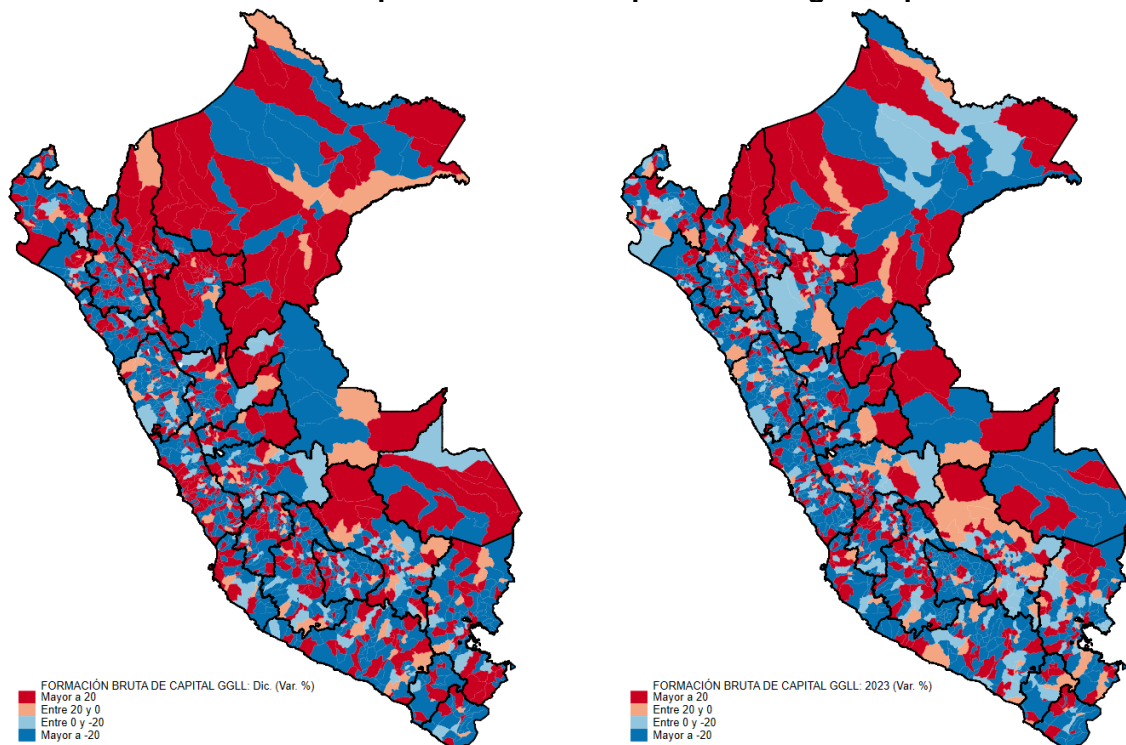 FORMACIÓN BRUTA DE CAPITAL GGLL: Dic. (Var. %)
Mayor a 20
Entre 20 y 0
Entre 0 y -20
Mayor a -20
FORMACIÓN BRUTA DE CAPITAL GGLL: 2023 (Var. %)
Mayor a 20
Entre 20 y 0
Entre 0 y -20
Mayor a -20